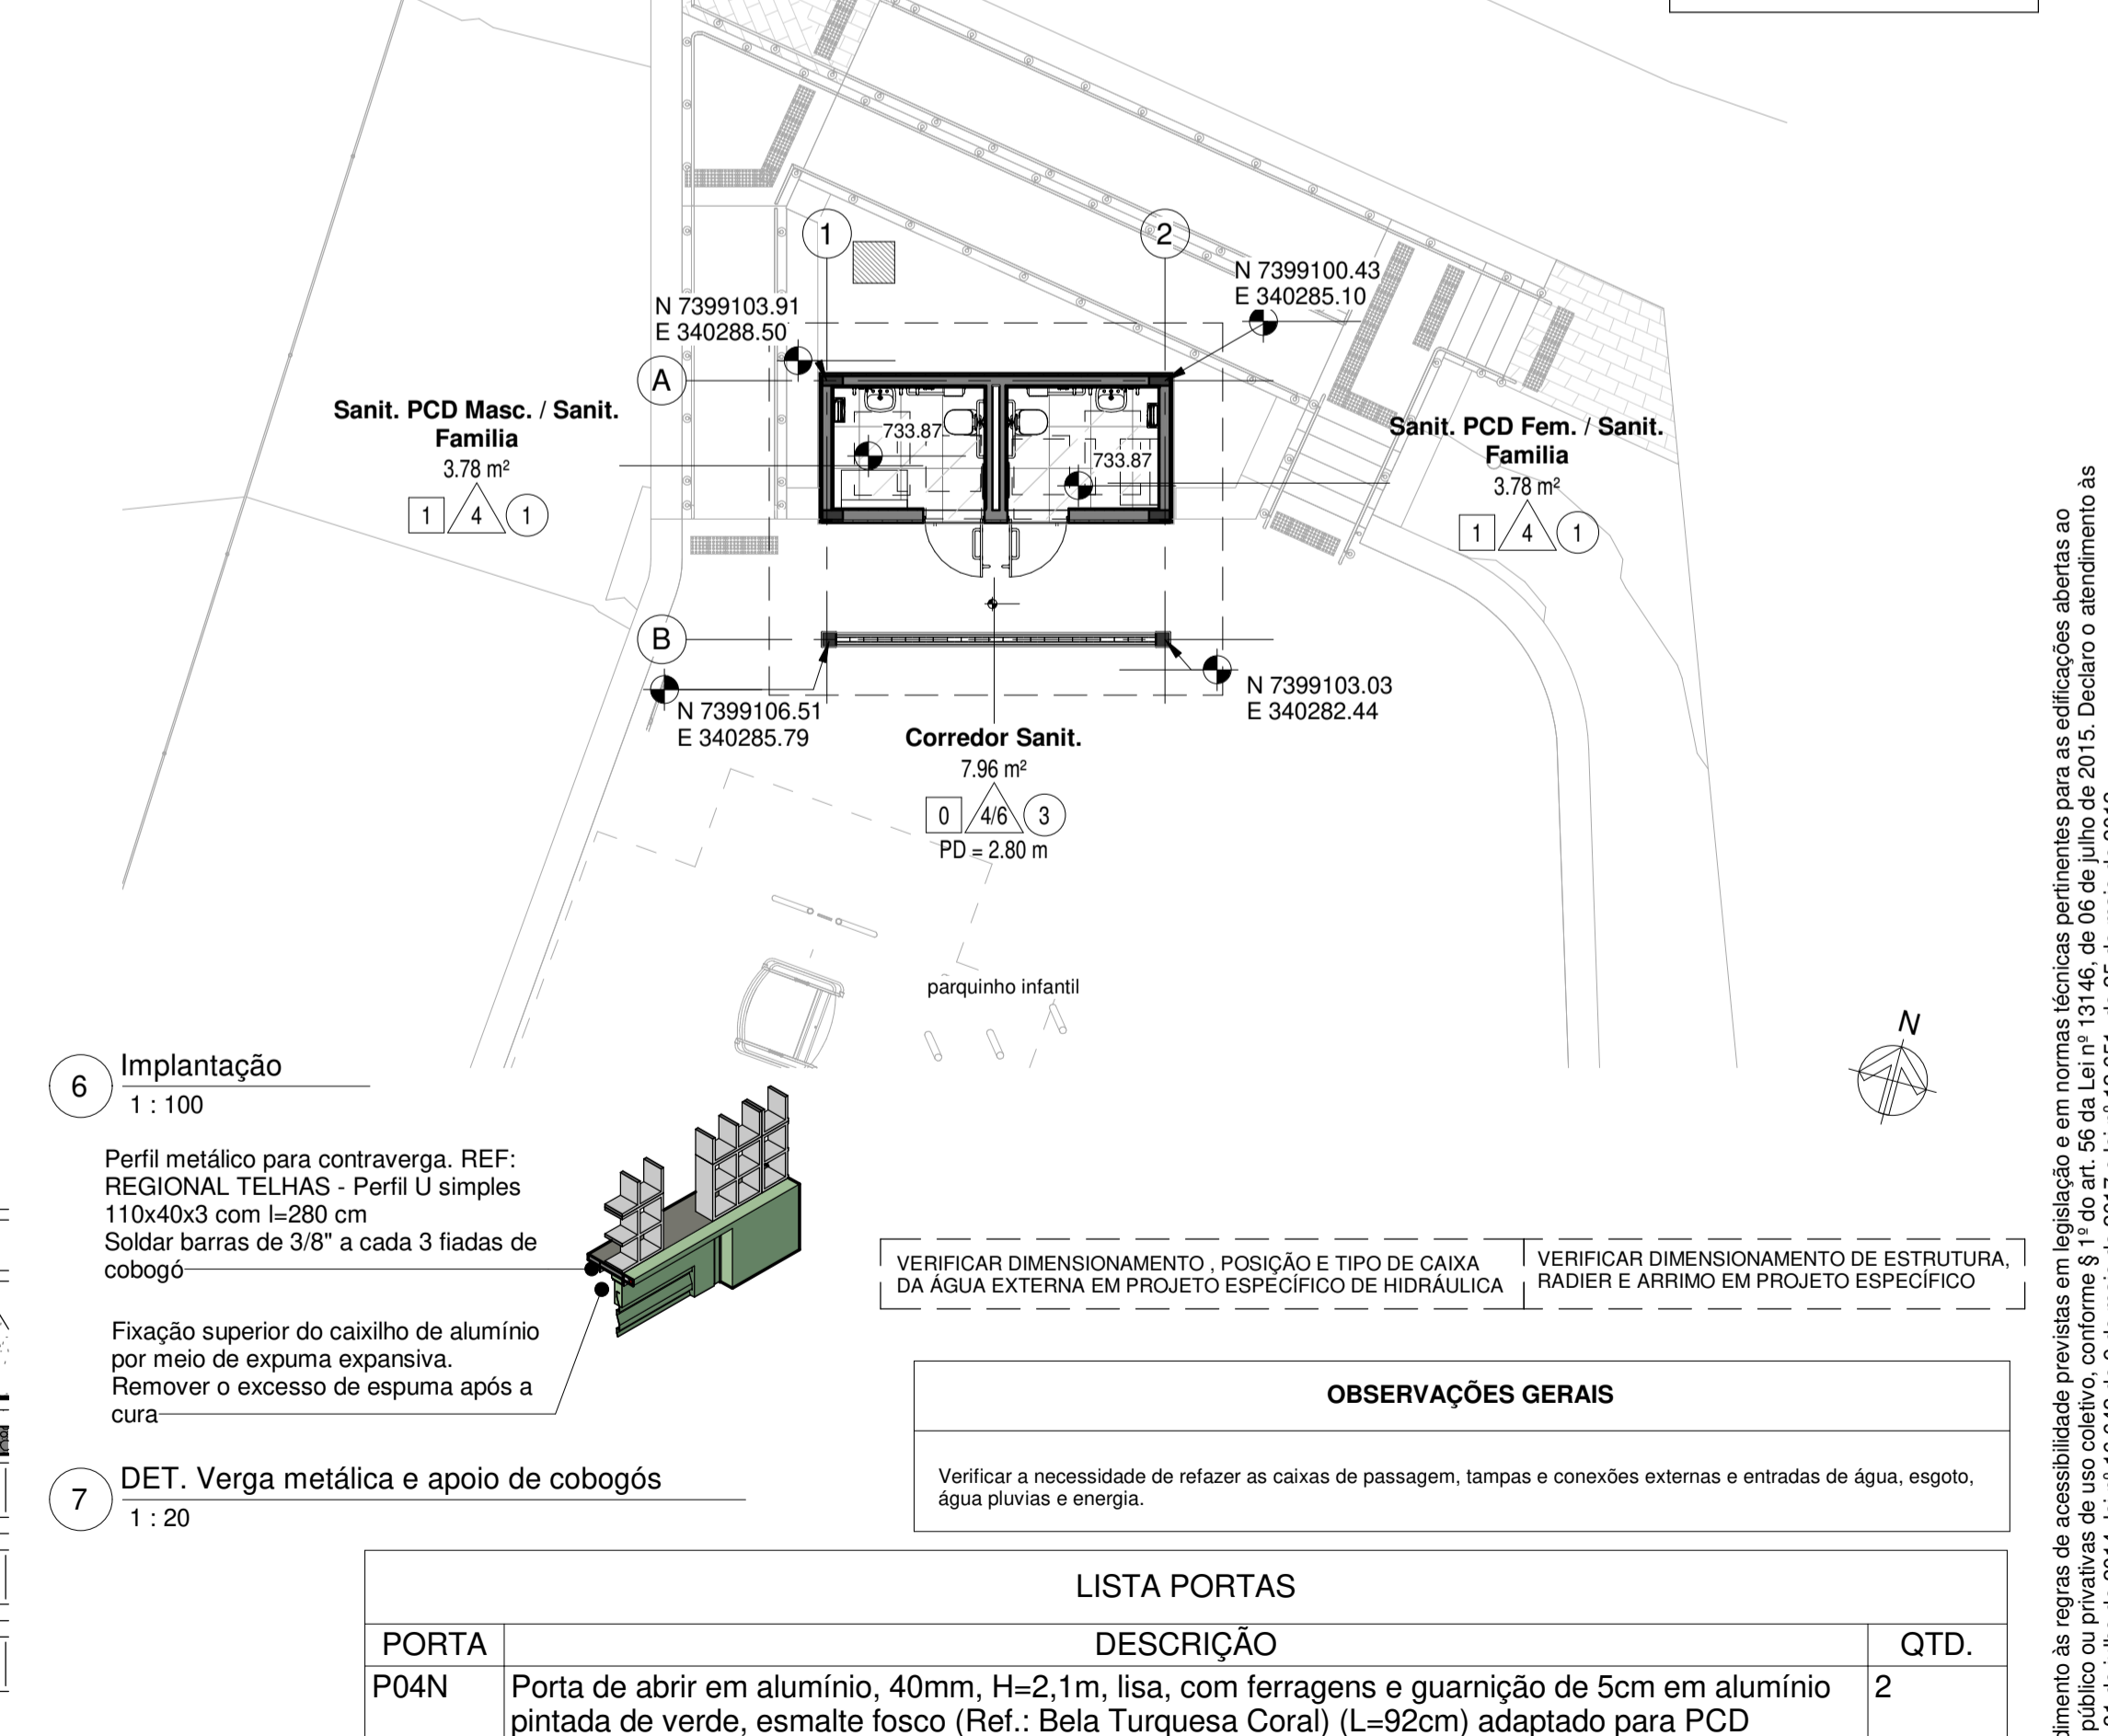 1
2
N 7399100.43
E 340285.10
N 7399103.91
E 340288.50
A
Sanit. PCD Masc. / Sanit.
Familia
3.78 m²
1 4 1
733.87
733.87
Sanit. PCD Fem. / Sanit.
Familia
3.78 m²
1 4 1
B
N 7399106.51
E 340285.79
N 7399103.03
E 340282.44
Corredor Sanit.
7.96 m²
0 4/6 3
PD = 2.80 m
parquinho infantil
N
6 Implantação
1 : 100
Perfil metálico para contraverga. REF:
REGIONAL TELHAS - Perfil U simples
110x40x3 com l=280 cm
Soldar barras de 3/8" a cada 3 fiadas de
cobogó
Fixação superior do caixilho de alumínio
por meio de expuma expansiva.
Remover o excesso de espuma após a
cura
7 DET. Verga metálica e apoio de cobogós
1 : 20
VERIFICAR DIMENSIONAMENTO , POSIÇÃO E TIPO DE CAIXA
DA ÁGUA EXTERNA EM PROJETO ESPECÍFICO DE HIDRÁULICA
VERIFICAR DIMENSIONAMENTO DE ESTRUTURA,
RADIER E ARRIMO EM PROJETO ESPECÍFICO
OBSERVAÇÕES GERAIS
Verificar a necessidade de refazer as caixas de passagem, tampas e conexões externas e entradas de água, esgoto,
água pluvias e energia.
LISTA PORTAS
PORTA DESCRIÇÃO QTD.
P04N Porta de abrir em alumínio, 40mm, H=2,1m, lisa, com ferragens e guarnição de 5cm em alumínio 2
pintada de verde, esmalte fosco (Ref.: Bela Turquesa Coral) (L=92cm) adaptado para PCD
dimento às regras de acessibilidade previstas em legislação e em normas técnicas pertinentes para as edificações abertas ao
público ou privativas de uso coletivo, conforme § 1º do art. 56 da Lei nº 13146, de 06 de julho de 2015. Declaro o atendimento às